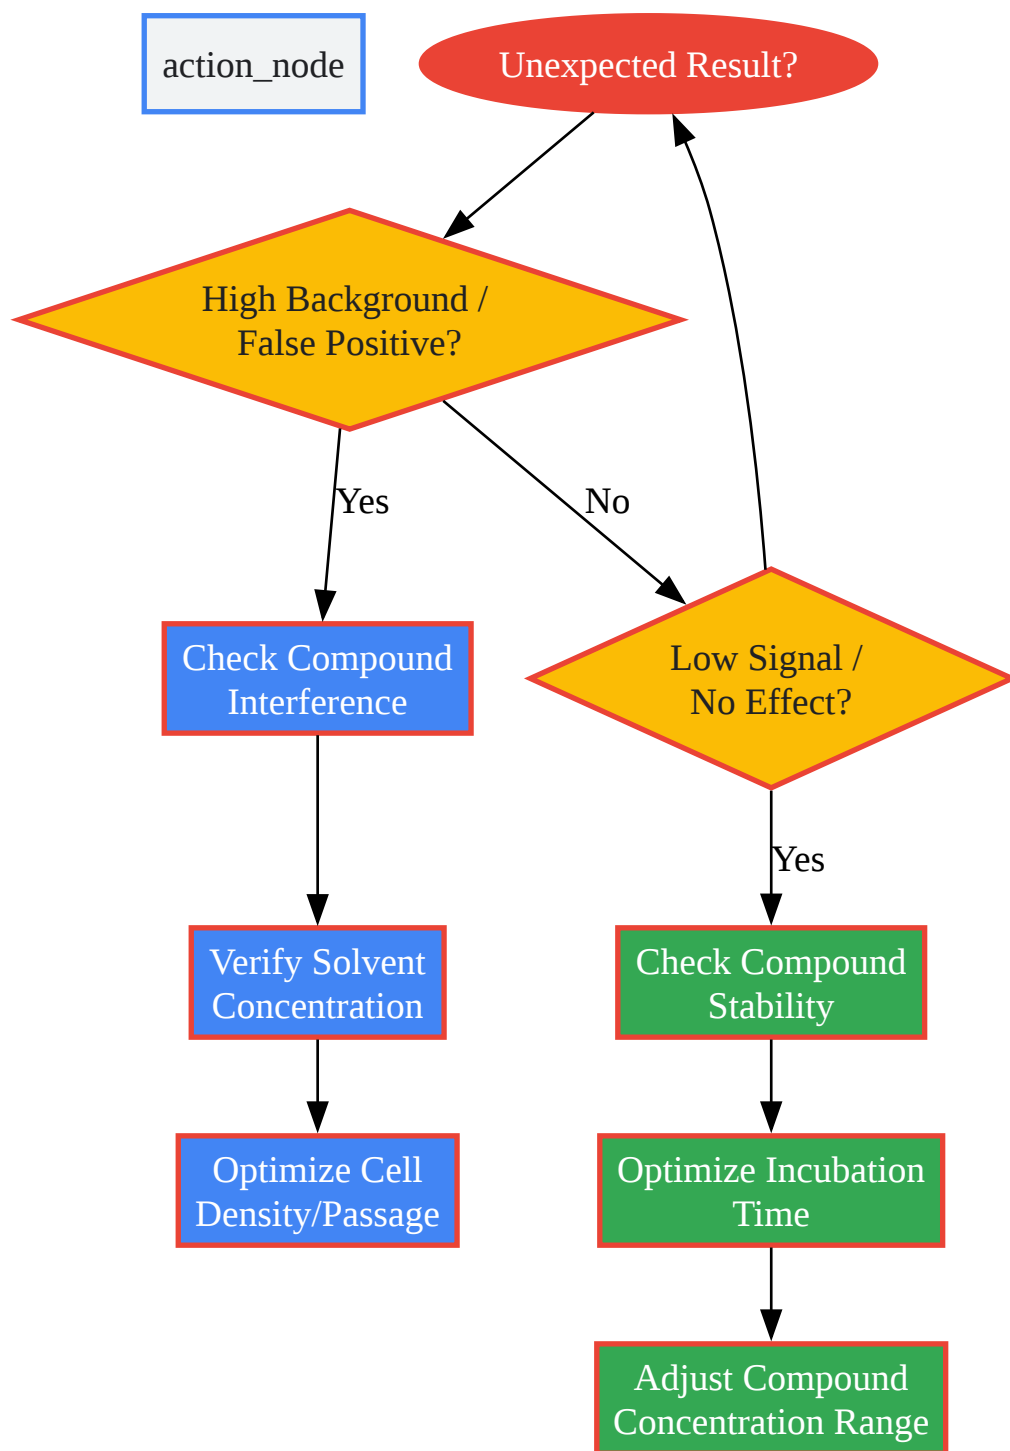 action_node
Unexpected Result?
High Background /
False Positive?
Yes
No
Check Compound
Interference
Low Signal /
No Effect?
Yes
Verify Solvent
Concentration
Check Compound
Stability
Optimize Cell
Density/Passage
Optimize Incubation
Time
Adjust Compound
Concentration Range